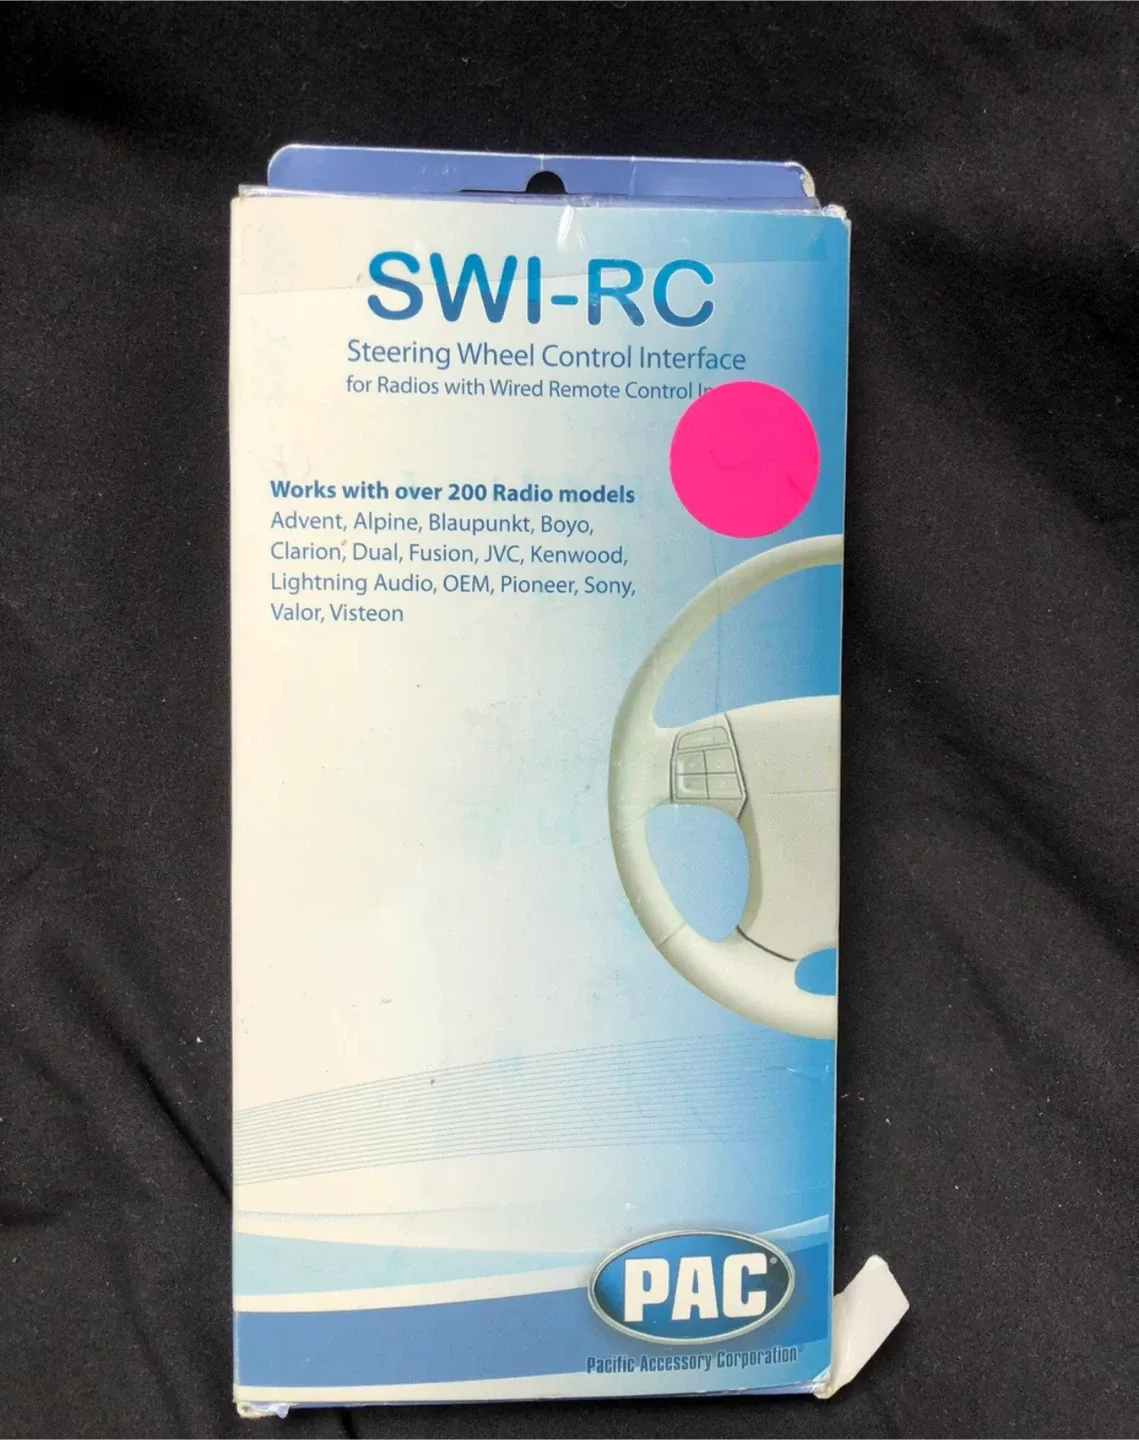 SWI-RC
Steering Wheel Control Interface
for Radios with Wired Remote Control
Works with over 200 Radio models
Advent, Alpine, Blaupunkt, Boyo,
Clarion, Dual, Fusion, JVC, Kenwood,
Lightning Audio, OEM, Pioneer, Sony,
Valor, Visteon
PAC®
Pacific Accessory Corporation